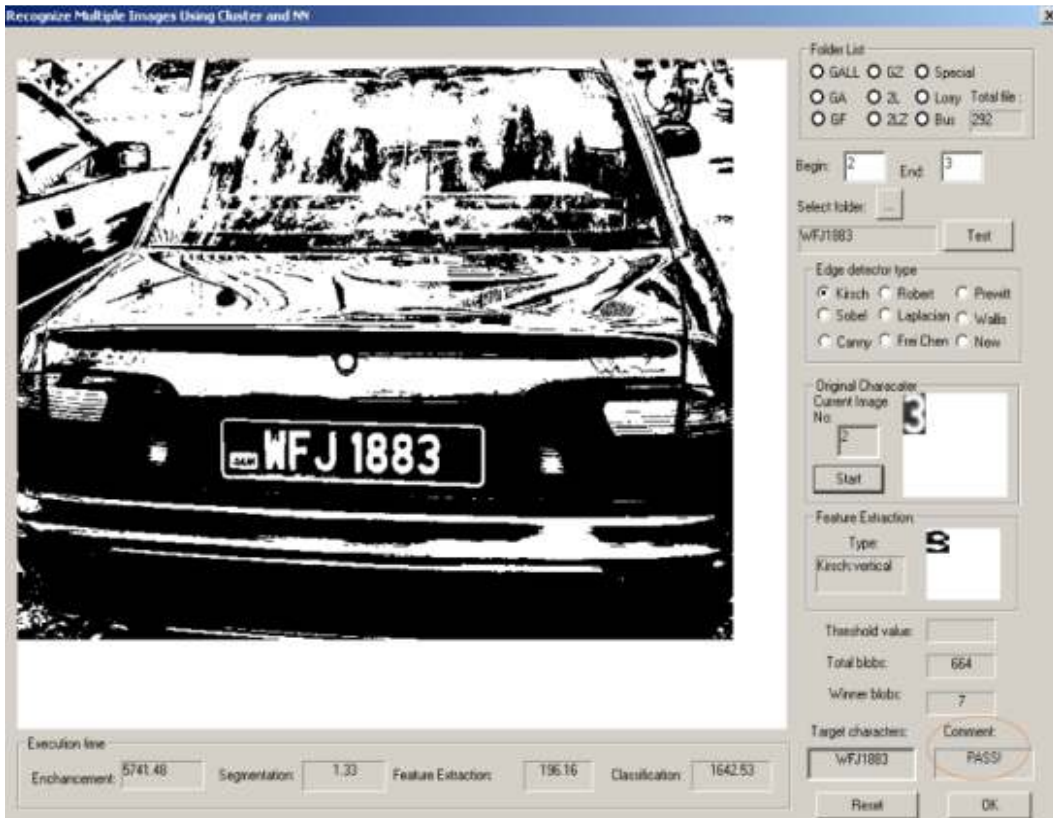 Recognize Multiple Images Using Cluster and NN
X
WFJ 1883
Folder List
GALL GZ Special
GA 2L Lorry Total file :
GF 2LZ Bus 292
Begin: 2 End: 3
Select folder: ...
WFJ1883 Test
Edge detector type
Kirsch Robert Prewitt
Sobel Laplacian Wallis
Canny Frei Chen New
Original Characater
Current Image
No:
2
3
Start
Feature Extraction
Type:
Kirsch:vertical
Threshold value:
Total blobs: 664
Winner blobs: 7
Target characters: Comment:
WFJ1883 PASS!
Reset OK
Execution time
Enchancement: 5741.48 Segmentation: 1.33 Feature Extraction: 196.16 Classification: 1642.53